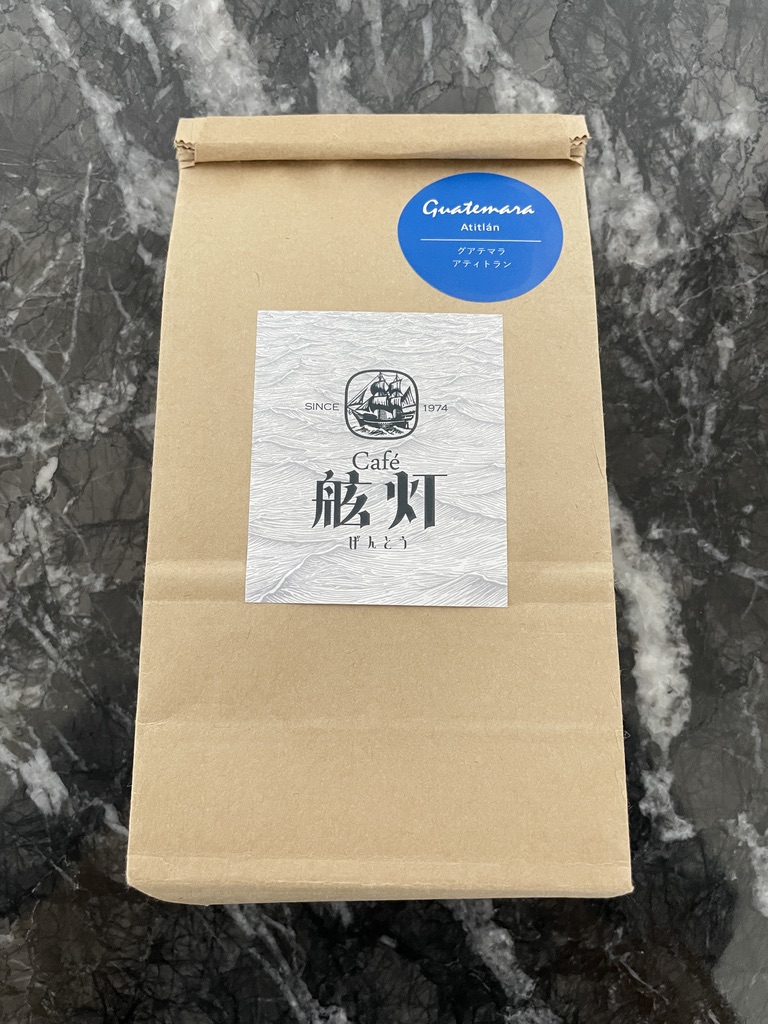 Guatemara
Atitlán
グアテマラ
アティトラン
SINCE 1974
Café
舷灯
げんとう